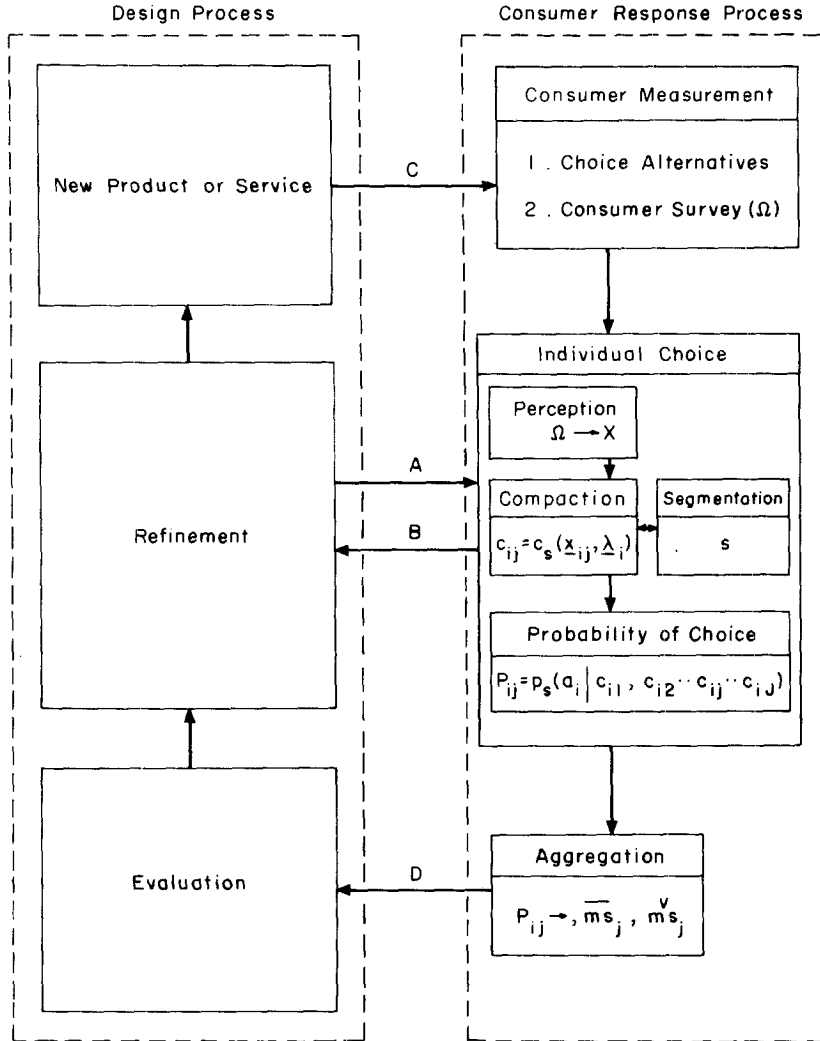 Design Process
Consumer Response Process
New Product or Service
C
Consumer Measurement
1. Choice Alternatives
2. Consumer Survey (Ω)
Individual Choice
Perception
Ω → X
A
Refinement
B
Compaction
c_ij = c_s(x_ij, λ_i)
Segmentation
s
Probability of Choice
P_ij = p_s(a_i | c_i1, c_i2 ·· c_ij ·· c_iJ)
Evaluation
D
Aggregation
P_ij →, m̅s̅_j, m̌s_j